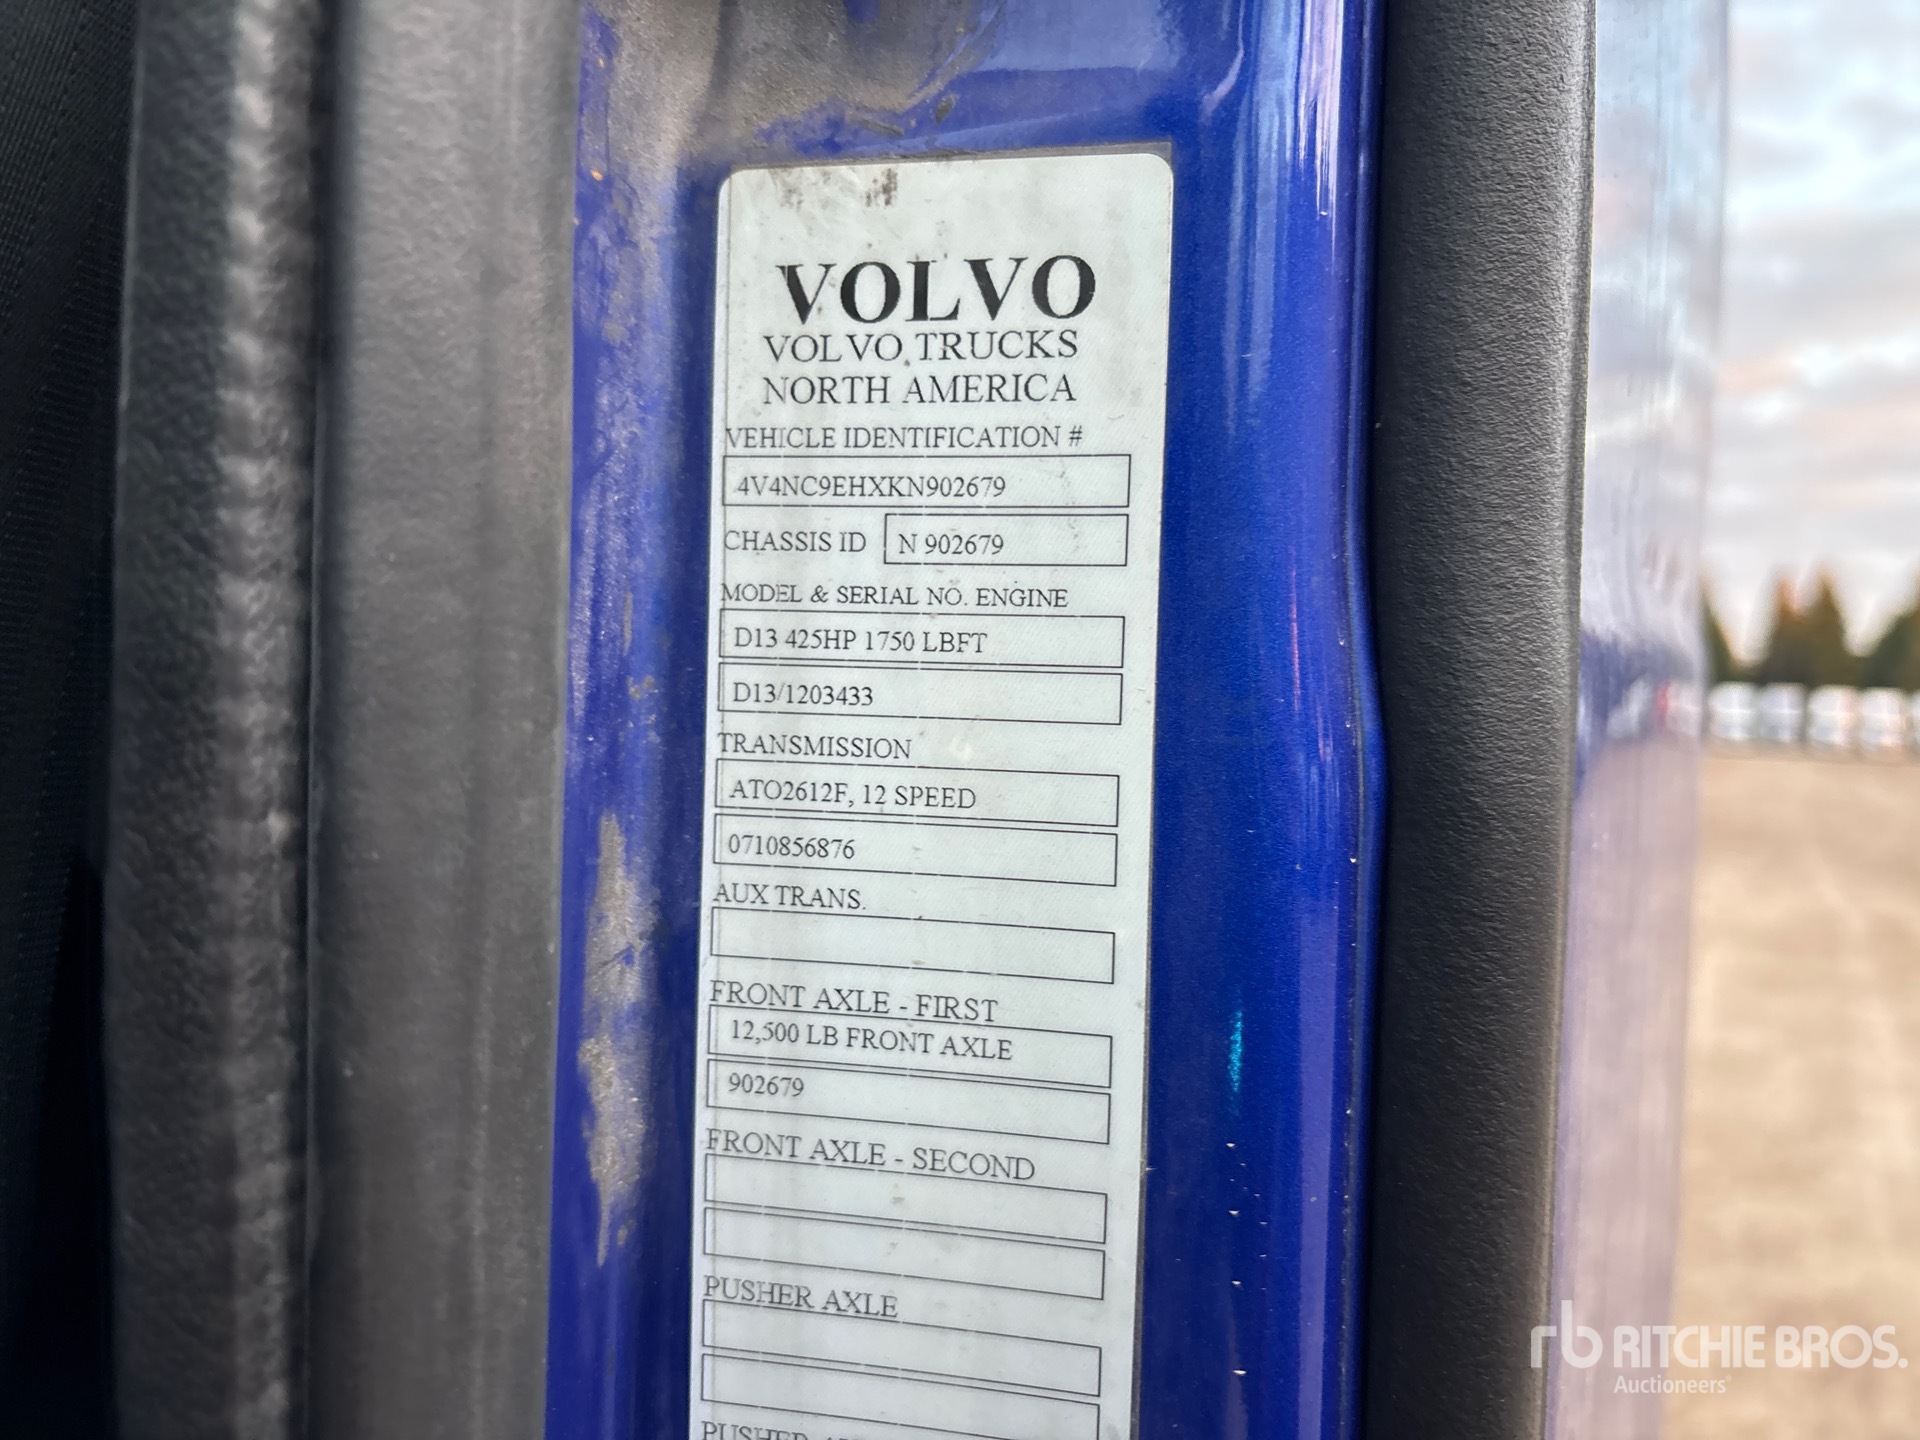 VOLVO
VOLVO TRUCKS
NORTH AMERICA
VEHICLE IDENTIFICATION #
4V4NC9EHXKN902679
CHASSIS ID N 902679
MODEL & SERIAL NO. ENGINE
D13 425HP 1750 LBFT
D13/1203433
TRANSMISSION
ATO2612F, 12 SPEED
0710856876
AUX TRANS.
FRONT AXLE - FIRST
12,500 LB FRONT AXLE
902679
FRONT AXLE - SECOND
PUSHER AXLE
PUSHER
rb RITCHIE BROS.
Auctioneers